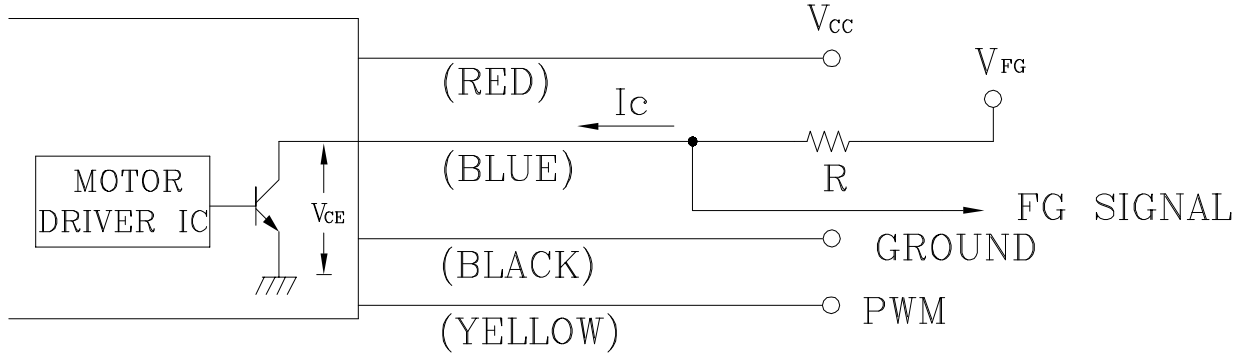 VCC
(RED)
VFG
Ic
(BLUE)
R
MOTOR
DRIVER IC
VCE
FG SIGNAL
(BLACK)
GROUND
(YELLOW)
PWM